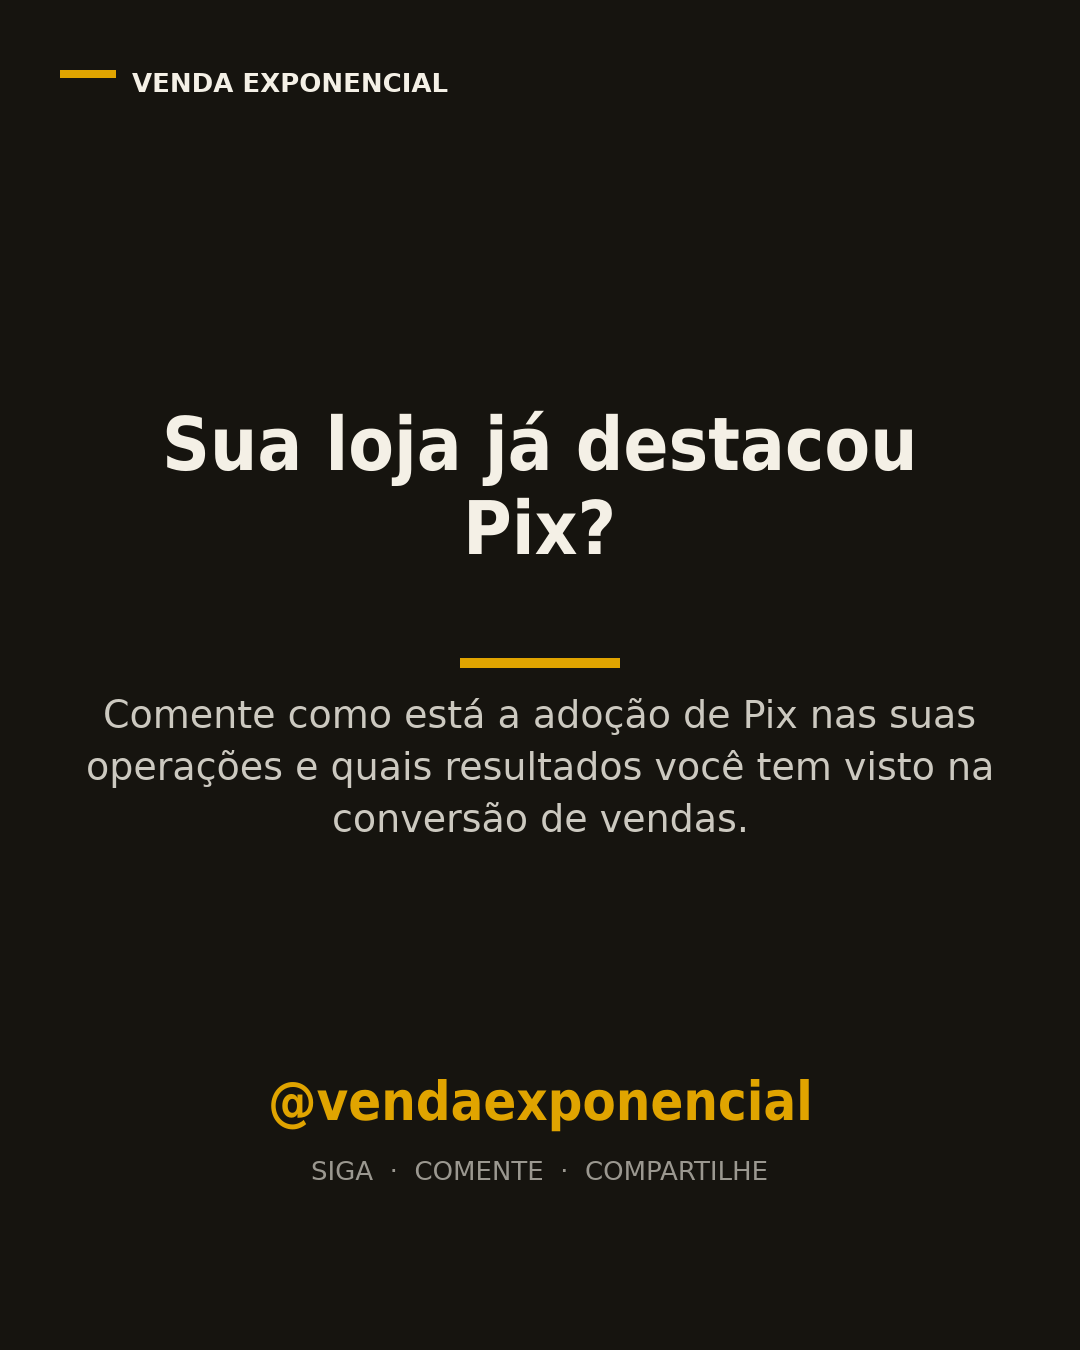 VENDA EXPONENCIAL
Sua loja já destacou
Pix?
Comente como está a adoção de Pix nas suas
operações e quais resultados você tem visto na
conversão de vendas.
@vendaexponencial
SIGA · COMENTE · COMPARTILHE